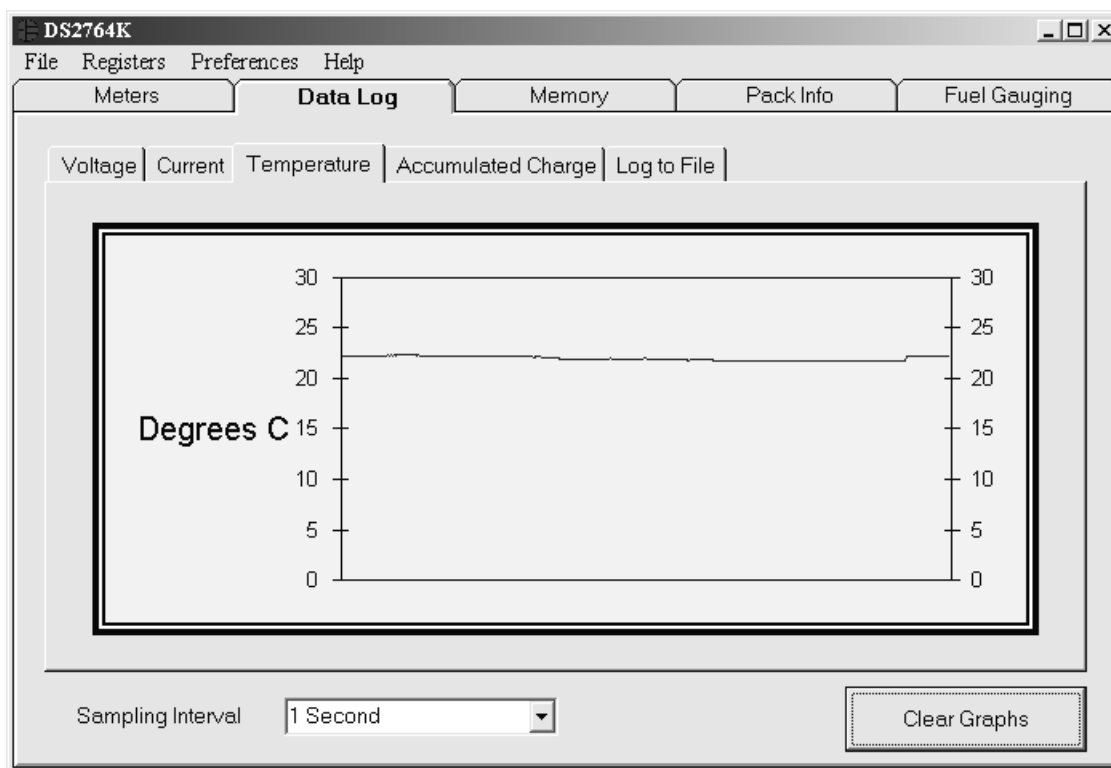 DS2764K
File Registers Preferences Help
Meters Data Log Memory Pack Info Fuel Gauging
Voltage Current Temperature Accumulated Charge Log to File
30 30
25 25
20 20
Degrees C 15 15
10 10
5 5
0 0
Sampling Interval 1 Second Clear Graphs